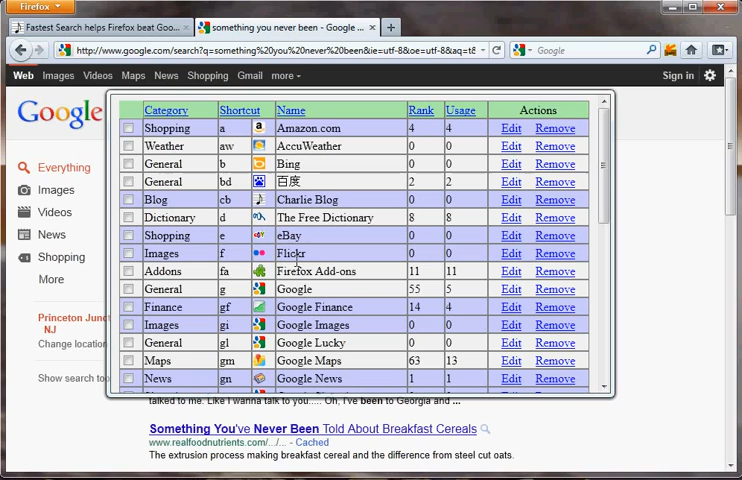 Firefox
Fastest Search helps Firefox beat Goo...
something you never been - Google ...
http://www.google.com/search?q=something%20you%20never%20been&ie=utf-8&oe=utf-8&aq=t&
Google
Web Images Videos Maps News Shopping Gmail more
Sign in
Google
Everything
Images
Videos
News
Shopping
More
Princeton Junct
NJ
Change location
Show search too
Category Shortcut Name Rank Usage Actions
Shopping a Amazon.com 4 4 Edit Remove
Weather aw AccuWeather 0 0 Edit Remove
General b Bing 0 0 Edit Remove
General bd 百度 2 2 Edit Remove
Blog cb Charlie Blog 0 0 Edit Remove
Dictionary d The Free Dictionary 8 8 Edit Remove
Shopping e eBay 0 0 Edit Remove
Images f Flickr 0 0 Edit Remove
Addons fa Firefox Add-ons 11 11 Edit Remove
General g Google 55 5 Edit Remove
Finance gf Google Finance 14 4 Edit Remove
Images gi Google Images 0 0 Edit Remove
General gl Google Lucky 0 0 Edit Remove
Maps gm Google Maps 63 13 Edit Remove
News gn Google News 1 1 Edit Remove
talked to me. Like I wanna talk to you..... Oh, I've been to Georgia and ...
Something You've Never Been Told About Breakfast Cereals
www.realfoodnutrients.com/.../... - Cached
The extrusion process making breakfast cereal and the difference from steel cut oats.